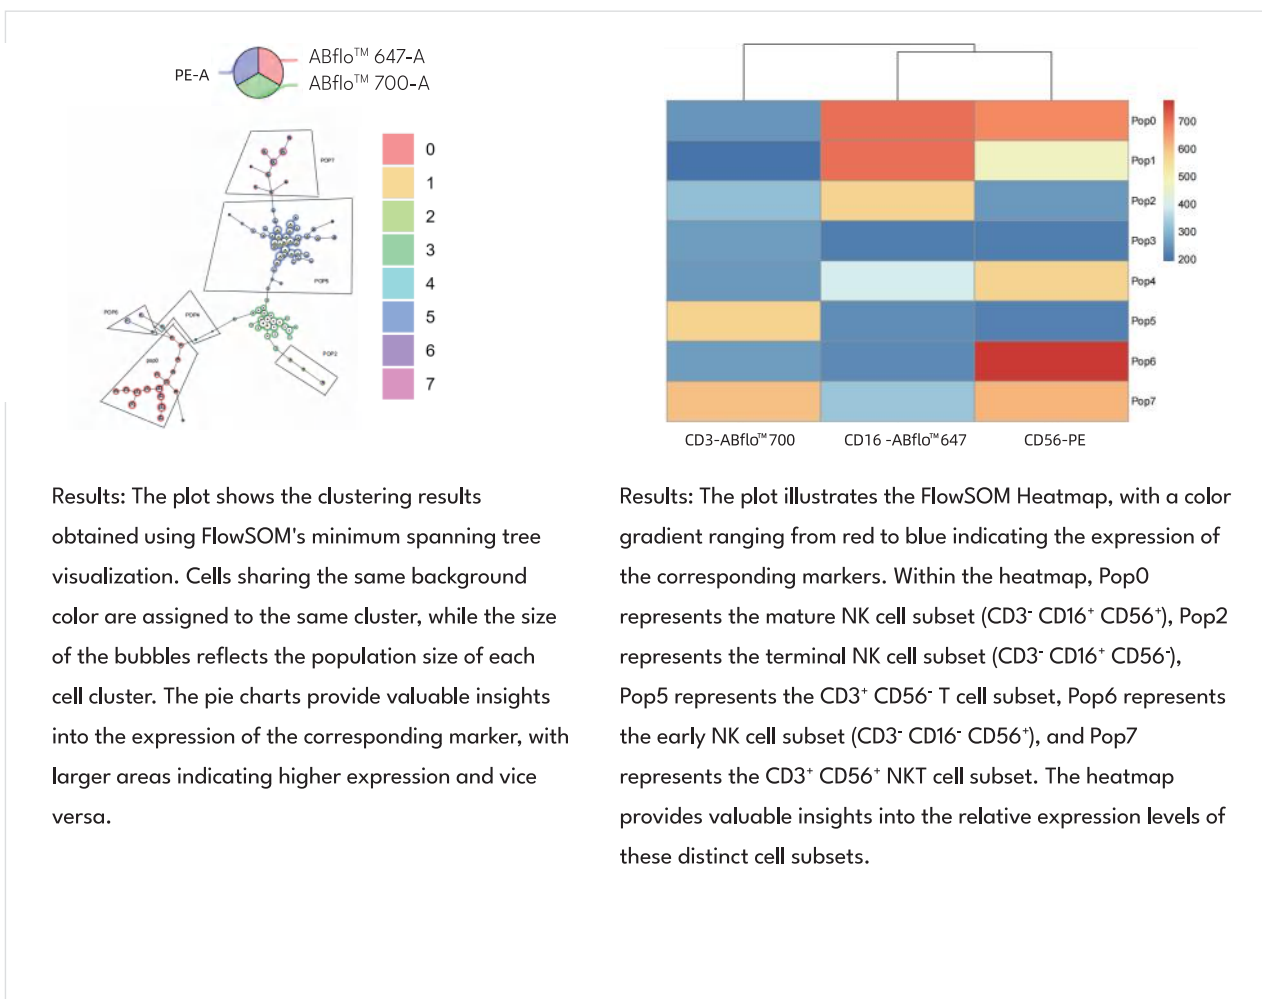 PE-A
ABflo™ 647-A
ABflo™ 700-A
POP7
POP5
POP6
POP4
pop0
POP2
0
1
2
3
4
5
6
7
Pop0
Pop1
Pop2
Pop3
Pop4
Pop5
Pop6
Pop7
700
600
500
400
300
200
CD3-ABflo™700
CD16 -ABflo™647
CD56-PE
Results: The plot shows the clustering results
obtained using FlowSOM's minimum spanning tree
visualization. Cells sharing the same background
color are assigned to the same cluster, while the size
of the bubbles reflects the population size of each
cell cluster. The pie charts provide valuable insights
into the expression of the corresponding marker, with
larger areas indicating higher expression and vice
versa.
Results: The plot illustrates the FlowSOM Heatmap, with a color
gradient ranging from red to blue indicating the expression of
the corresponding markers. Within the heatmap, Pop0
represents the mature NK cell subset (CD3⁻ CD16⁺ CD56⁺), Pop2
represents the terminal NK cell subset (CD3⁻ CD16⁺ CD56⁻),
Pop5 represents the CD3⁺ CD56⁻ T cell subset, Pop6 represents
the early NK cell subset (CD3⁻ CD16⁻ CD56⁺), and Pop7
represents the CD3⁺ CD56⁺ NKT cell subset. The heatmap
provides valuable insights into the relative expression levels of
these distinct cell subsets.